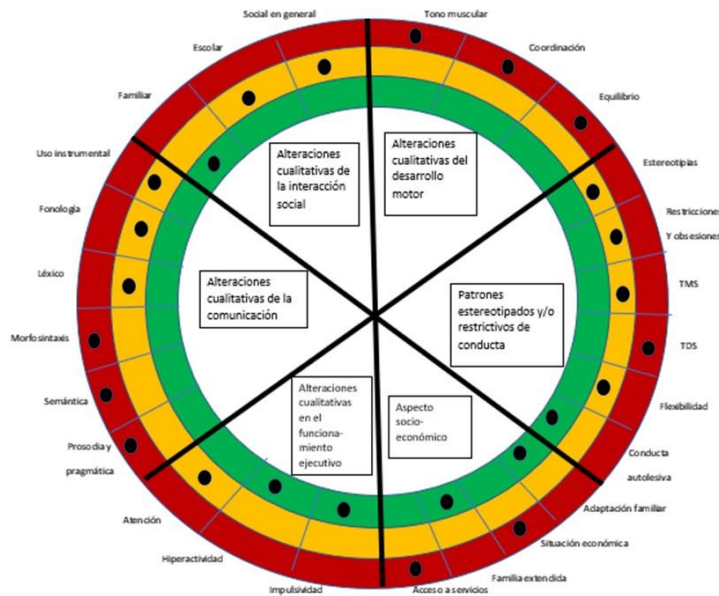 Social en general
Tono muscular
Escolar
Coordinación
Familiar
Equilibrio
Uso instrumental
Estereotipias
Fonología
Restricciones
Y obsesiones
Léxico
TMS
Morfosintaxis
TDS
Semántica
Flexibilidad
Prosodia y
pragmática
Conducta
autolesiva
Atención
Adaptación familiar
Hiperactividad
Situación económica
Impulsividad
Familia extendida
Acceso a servicios
Alteraciones
cualitativas de
la interacción
social
Alteraciones
cualitativas del
desarrollo
motor
Alteraciones
cualitativas de la
comunicación
Patrones
estereotipados y/o
restrictivos de
conducta
Alteraciones
cualitativas
en el
funciona-
miento
ejecutivo
Aspecto
socio-
económico